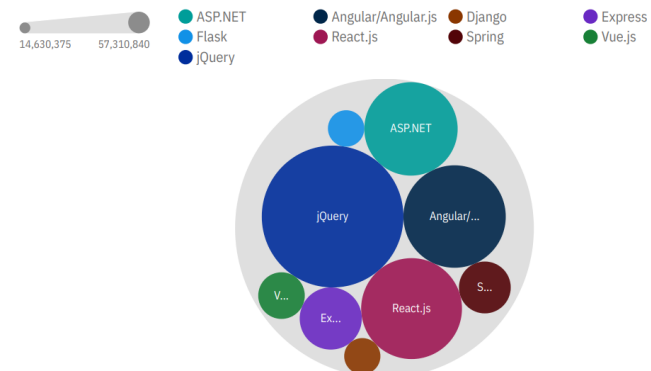 ASP.NET Angular/Angular.js Django Express
Flask React.js Spring Vue.js
jQuery
14,630,375 57,310,840
ASP.NET
jQuery
Angular/...
V...
S...
Ex...
React.js